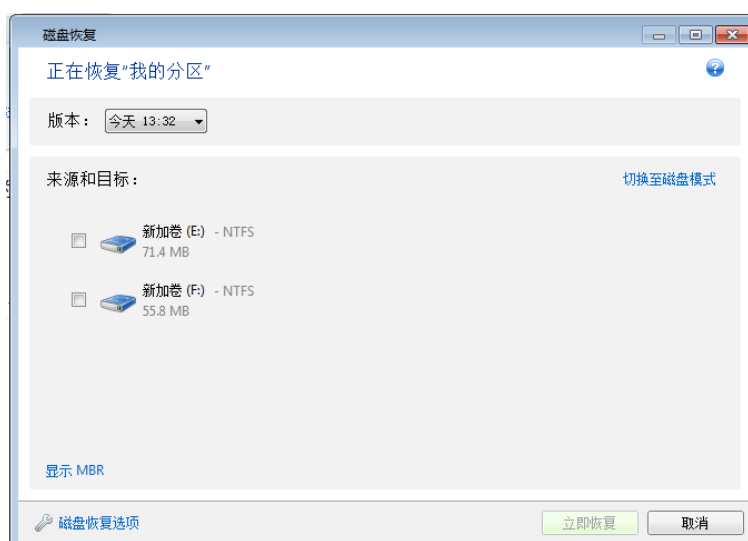 磁盘恢复
正在恢复“我的分区”
版本： 今天 13:32
来源和目标： 切换至磁盘模式
新加卷 (E:) - NTFS
71.4 MB
新加卷 (F:) - NTFS
55.8 MB
显示 MBR
磁盘恢复选项 立即恢复 取消